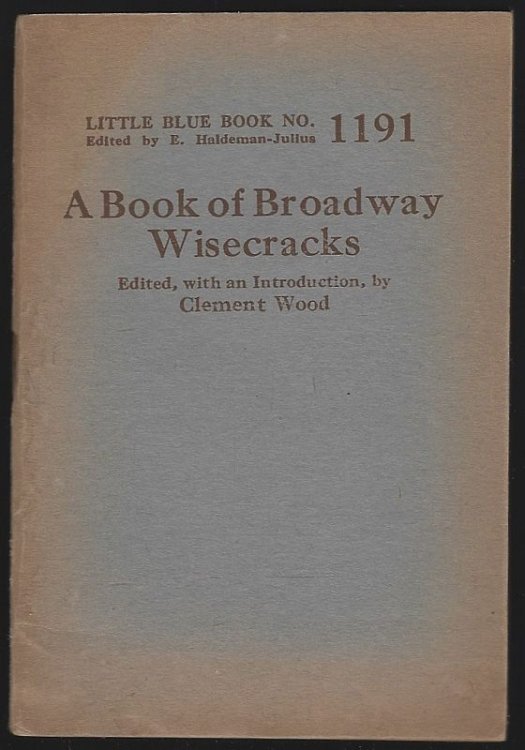 LITTLE BLUE BOOK NO. 1191
Edited by E. Haldeman-Julius
A Book of Broadway
Wisecracks
Edited, with an Introduction, by
Clement Wood